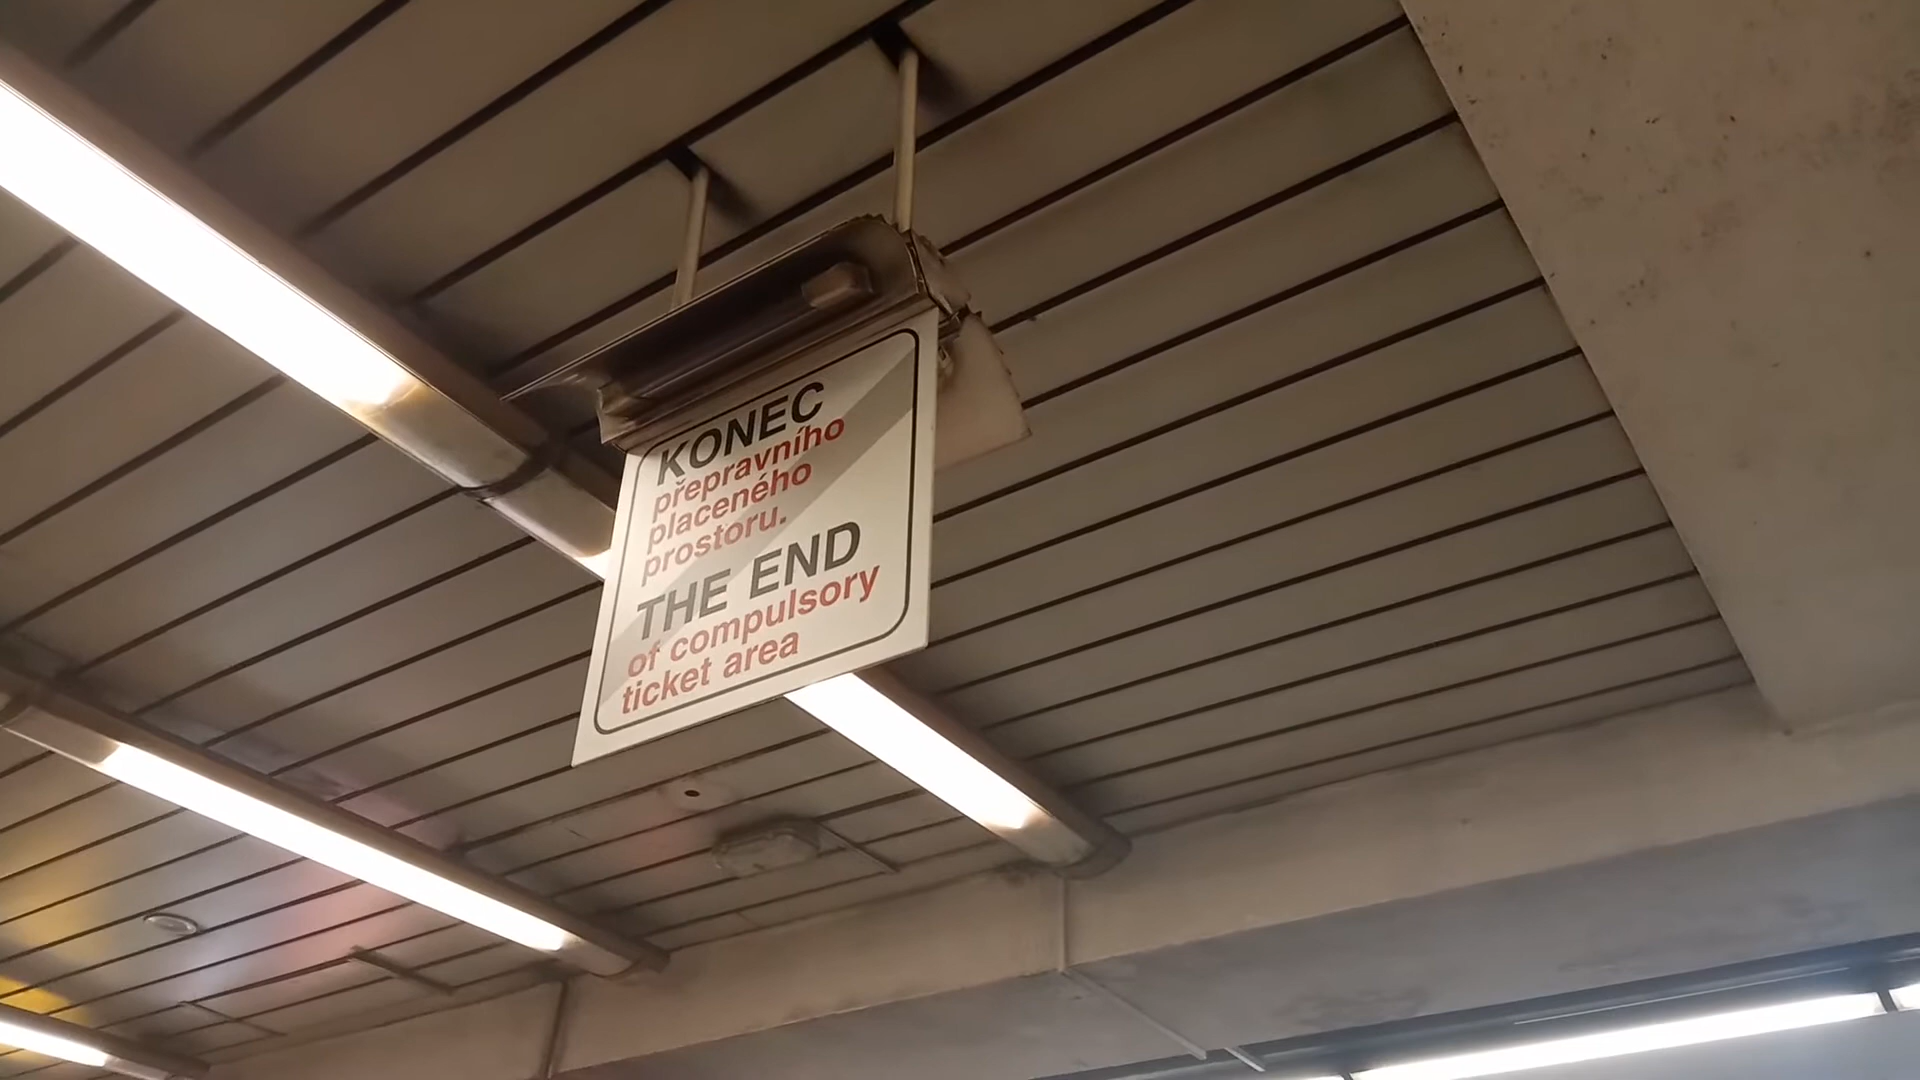 KONEC
přepravního
placeného
prostoru.
THE END
of compulsory
ticket area